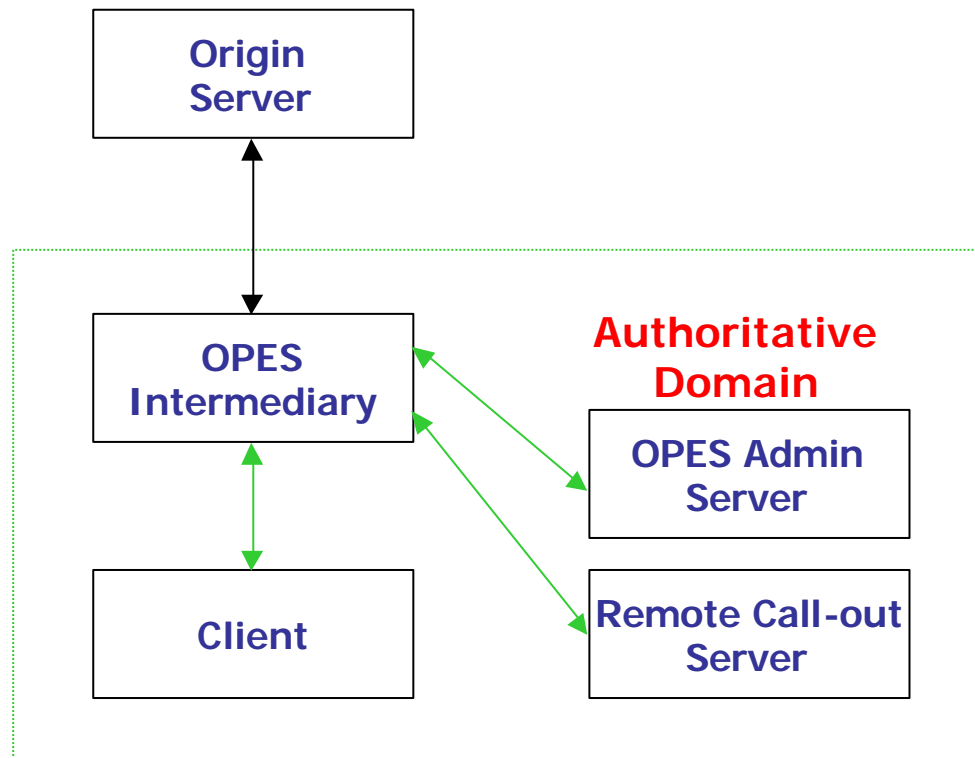 Origin
Server
OPES
Intermediary
Authoritative
Domain
OPES Admin
Server
Client
Remote Call-out
Server